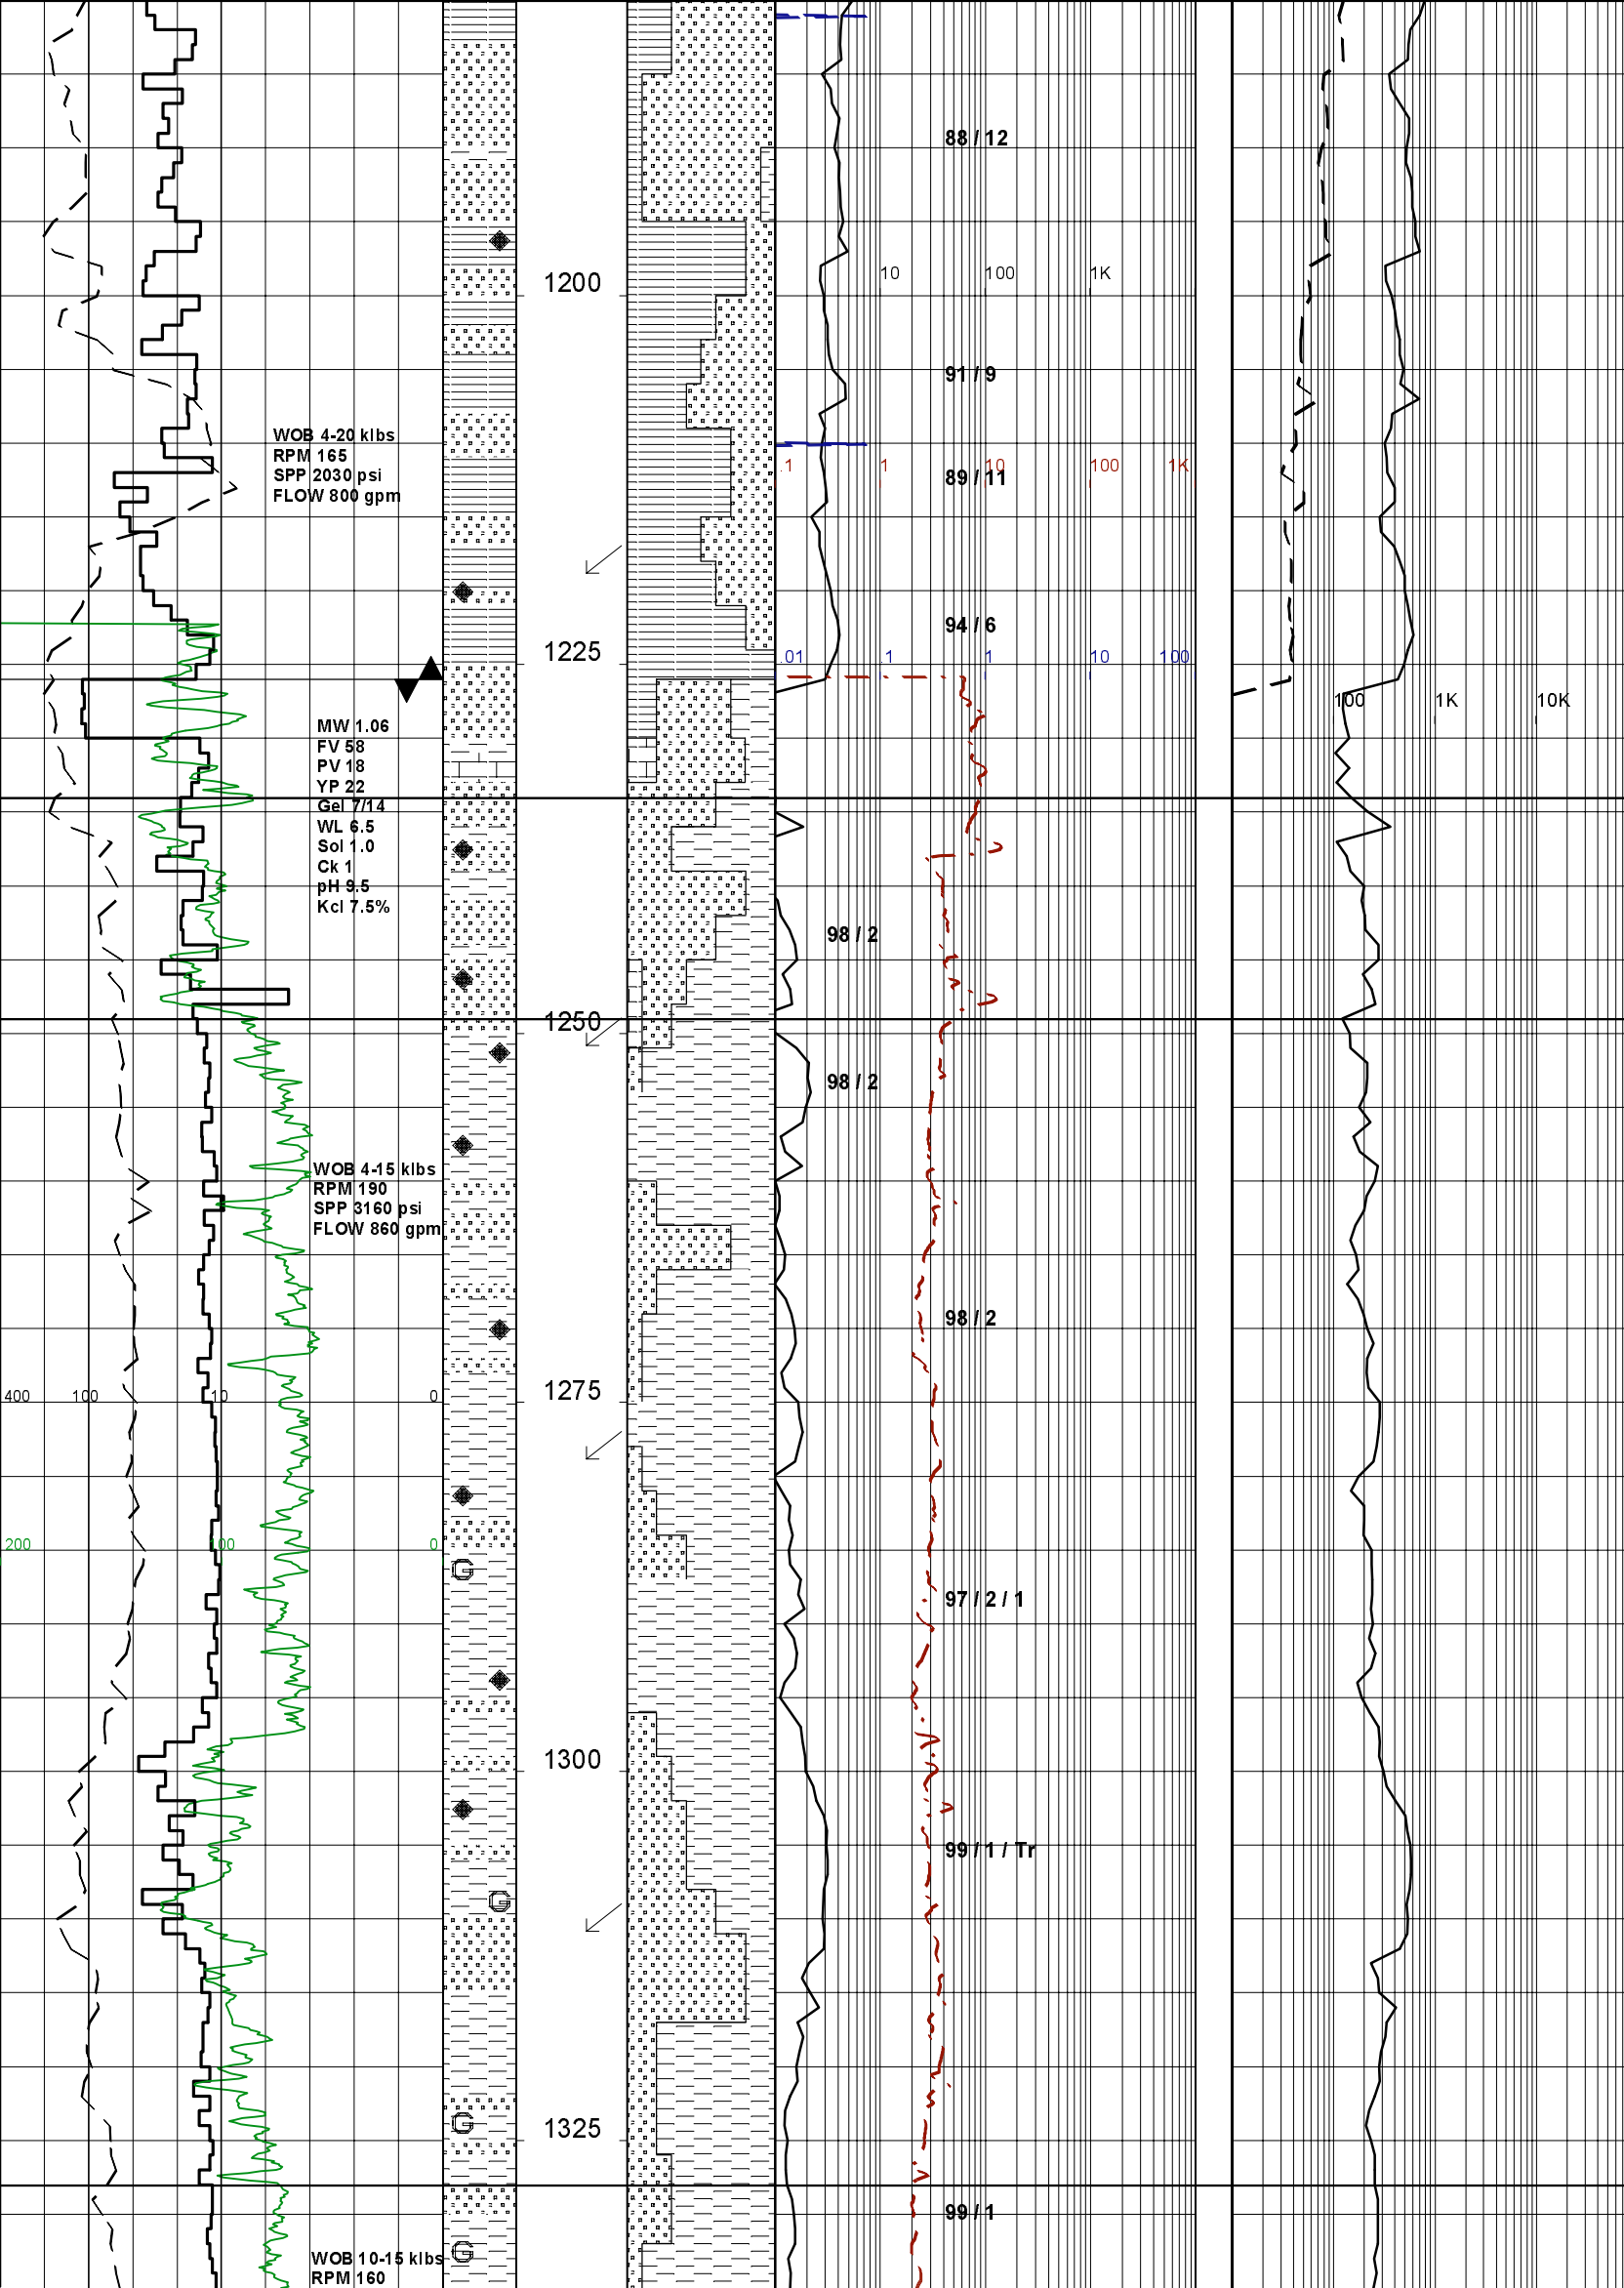 88 / 12
1200
10 100 1K
91 / 9
WOB 4-20 klbs
RPM 165
SPP 2030 psi
FLOW 800 gpm
.1 1 10 100 1K
89 / 11
94 / 6
1225
.01 .1 1 10 100
100 1K 10K
MW 1.06
FV 58
PV 18
YP 22
Gel 7/14
WL 6.5
Sol 1.0
Ck 1
pH 9.5
Kcl 7.5%
98 / 2
1250
98 / 2
WOB 4-15 klbs
RPM 190
SPP 3160 psi
FLOW 860 gpm
98 / 2
1275
400 100 10 0
200 100 0
G
97 / 2 / 1
1300
99 / 1 / Tr
G
1325
G
99 / 1
G
WOB 10-15 klbs
RPM 160